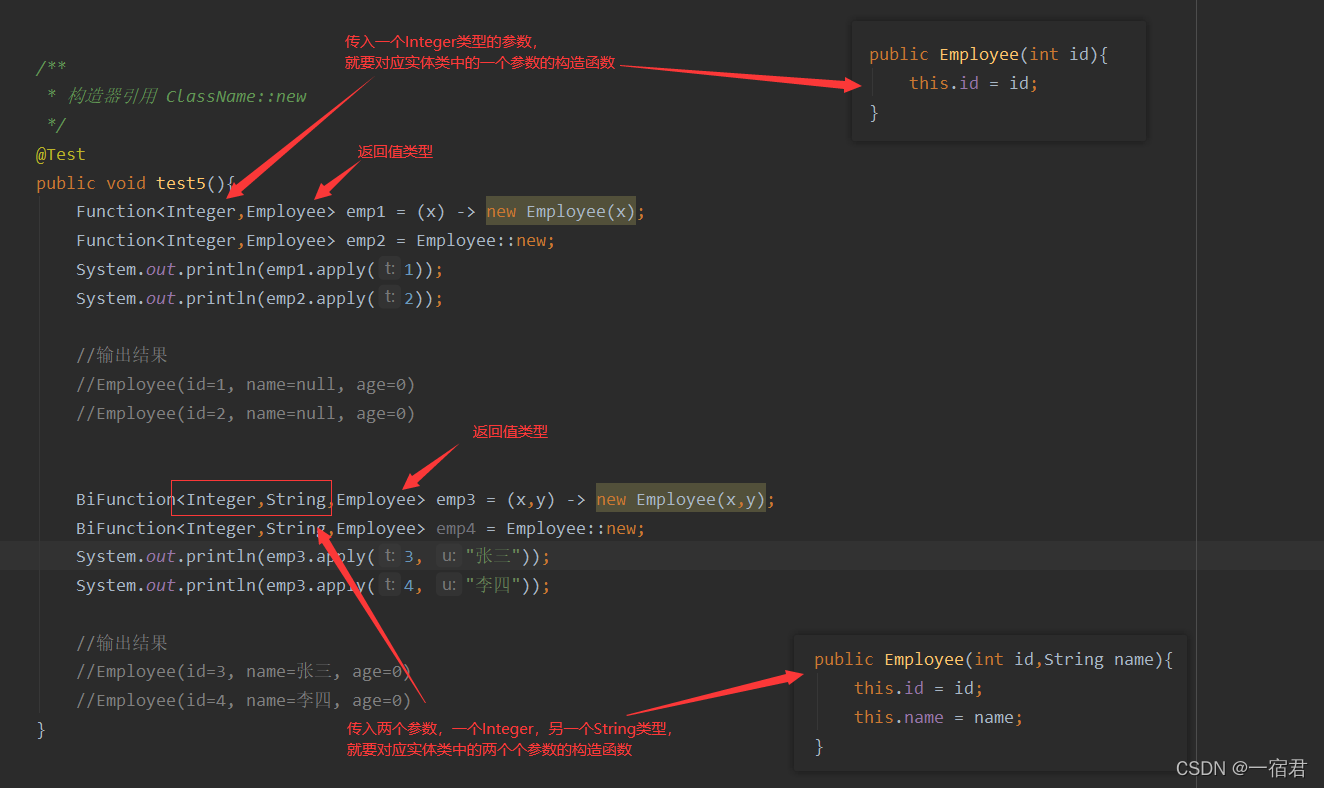 传入一个Integer类型的参数,
就要对应实体类中的一个参数的构造函数
public Employee(int id){
this.id = id;
}
/**
* 构造器引用 ClassName::new
*/
@Test
返回值类型
public void test5(){
Function<Integer,Employee> emp1 = (x) -> new Employee(x);
Function<Integer,Employee> emp2 = Employee::new;
System.out.println(emp1.apply( t: 1));
System.out.println(emp2.apply( t: 2));
//输出结果
//Employee(id=1, name=null, age=0)
//Employee(id=2, name=null, age=0)
返回值类型
BiFunction<Integer,String,Employee> emp3 = (x,y) -> new Employee(x,y);
BiFunction<Integer,String,Employee> emp4 = Employee::new;
System.out.println(emp3.apply( t: 3, u: "张三"));
System.out.println(emp3.apply( t: 4, u: "李四"));
//输出结果
//Employee(id=3, name=张三, age=0)
//Employee(id=4, name=李四, age=0)
}
传入两个参数，一个Integer，另一个String类型，
就要对应实体类中的两个个参数的构造函数
public Employee(int id,String name){
this.id = id;
this.name = name;
}
CSDN @一宿君